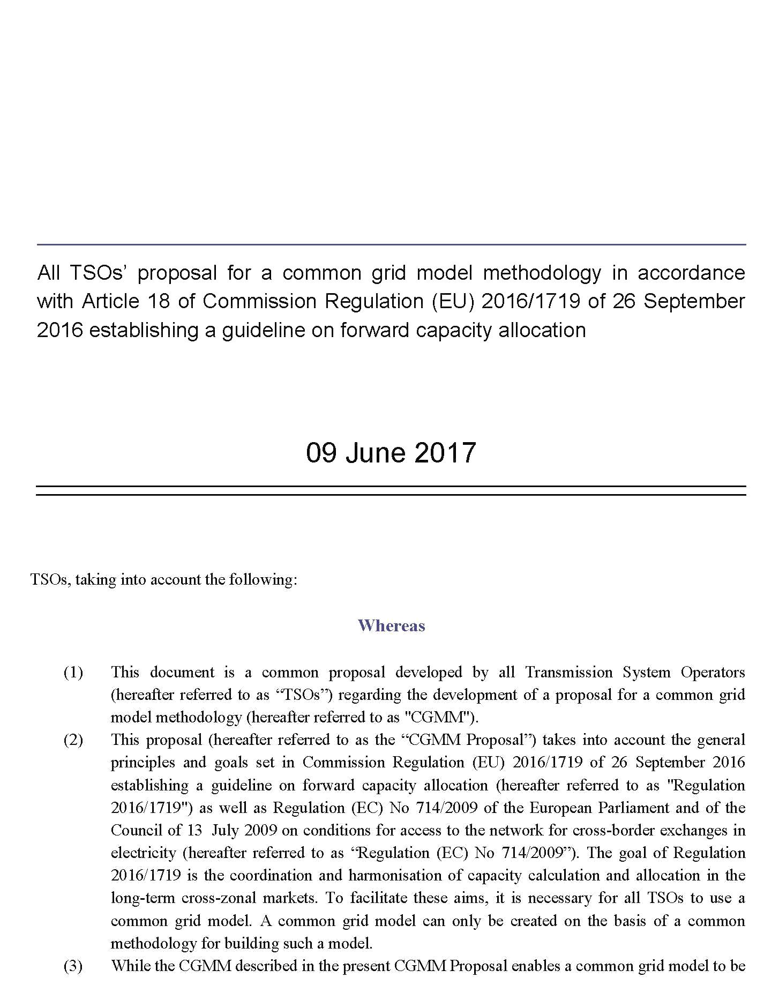 All TSOs’ proposal for a common grid model methodology in accordance
with Article 18 of Commission Regulation (EU) 2016/1719 of 26 September
2016 establishing a guideline on forward capacity allocation
09 June 2017
TSOs, taking into account the following:
Whereas
(1) This document is a common proposal developed by all Transmission System Operators
(hereafter referred to as “TSOs”) regarding the development of a proposal for a common grid
model methodology (hereafter referred to as "CGMM").
(2) This proposal (hereafter referred to as the “CGMM Proposal”) takes into account the general
principles and goals set in Commission Regulation (EU) 2016/1719 of 26 September 2016
establishing a guideline on forward capacity allocation (hereafter referred to as "Regulation
2016/1719") as well as Regulation (EC) No 714/2009 of the European Parliament and of the
Council of 13 July 2009 on conditions for access to the network for cross-border exchanges in
electricity (hereafter referred to as “Regulation (EC) No 714/2009”). The goal of Regulation
2016/1719 is the coordination and harmonisation of capacity calculation and allocation in the
long-term cross-zonal markets. To facilitate these aims, it is necessary for all TSOs to use a
common grid model. A common grid model can only be created on the basis of a common
methodology for building such a model.
(3) While the CGMM described in the present CGMM Proposal enables a common grid model to be